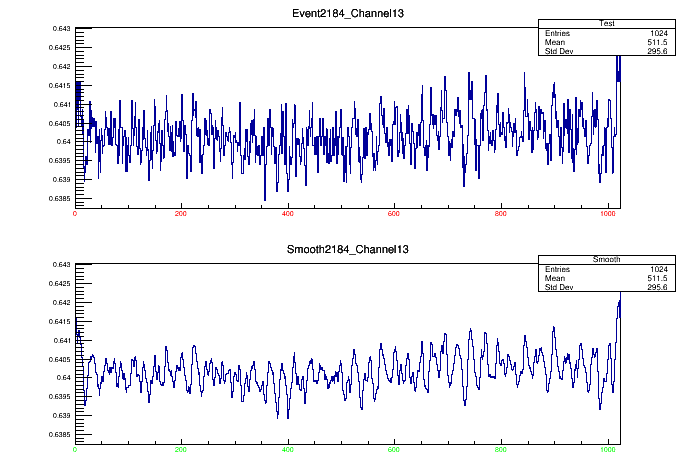 Event2184_Channel13
Test
Entries 1024
Mean 511.5
Std Dev 295.6
0.643
0.6425
0.642
0.6415
0.641
0.6405
0.64
0.6395
0.639
0.6385
0 200 400 600 800 1000
Smooth2184_Channel13
Smooth
Entries 1024
Mean 511.5
Std Dev 295.6
0.643
0.6425
0.642
0.6415
0.641
0.6405
0.64
0.6395
0.639
0.6385
0 200 400 600 800 1000